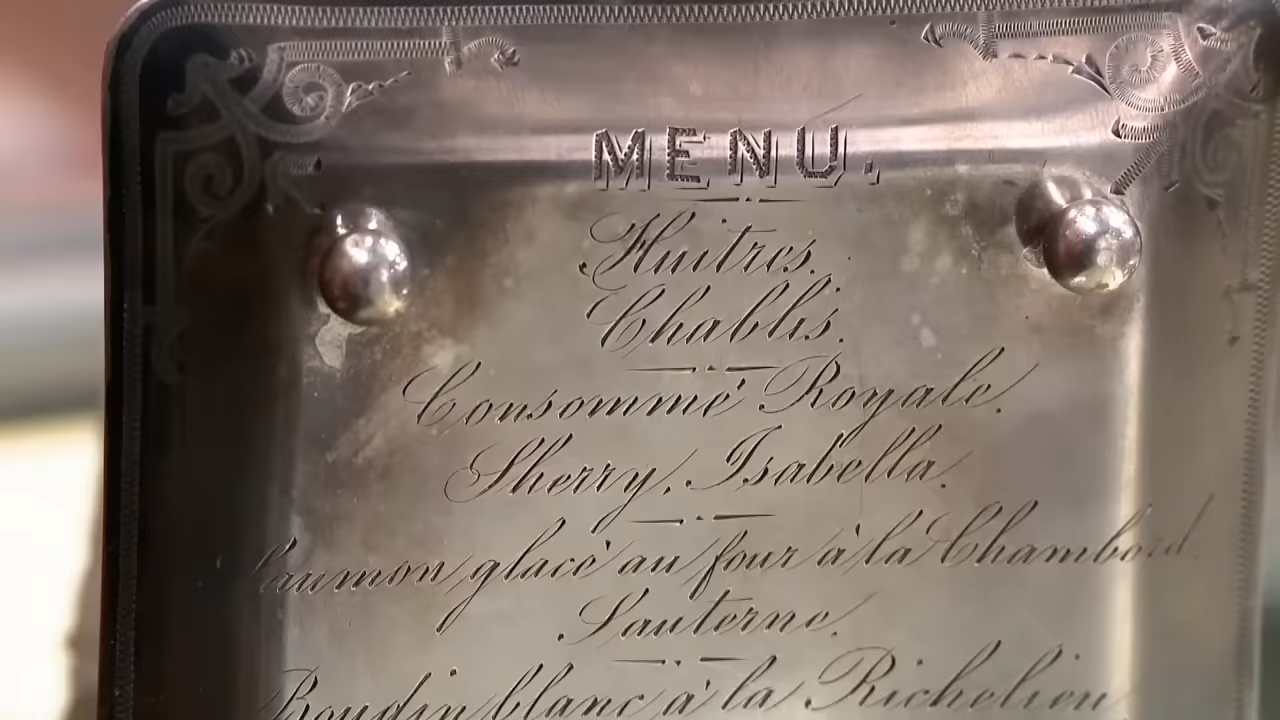 MENU.
Huitres.
Chablis.
Consommé Royale.
Sherry, Isabella.
Saumon glacé au four à la Chambord.
Sauterne.
Boudin blanc à la Richelieu